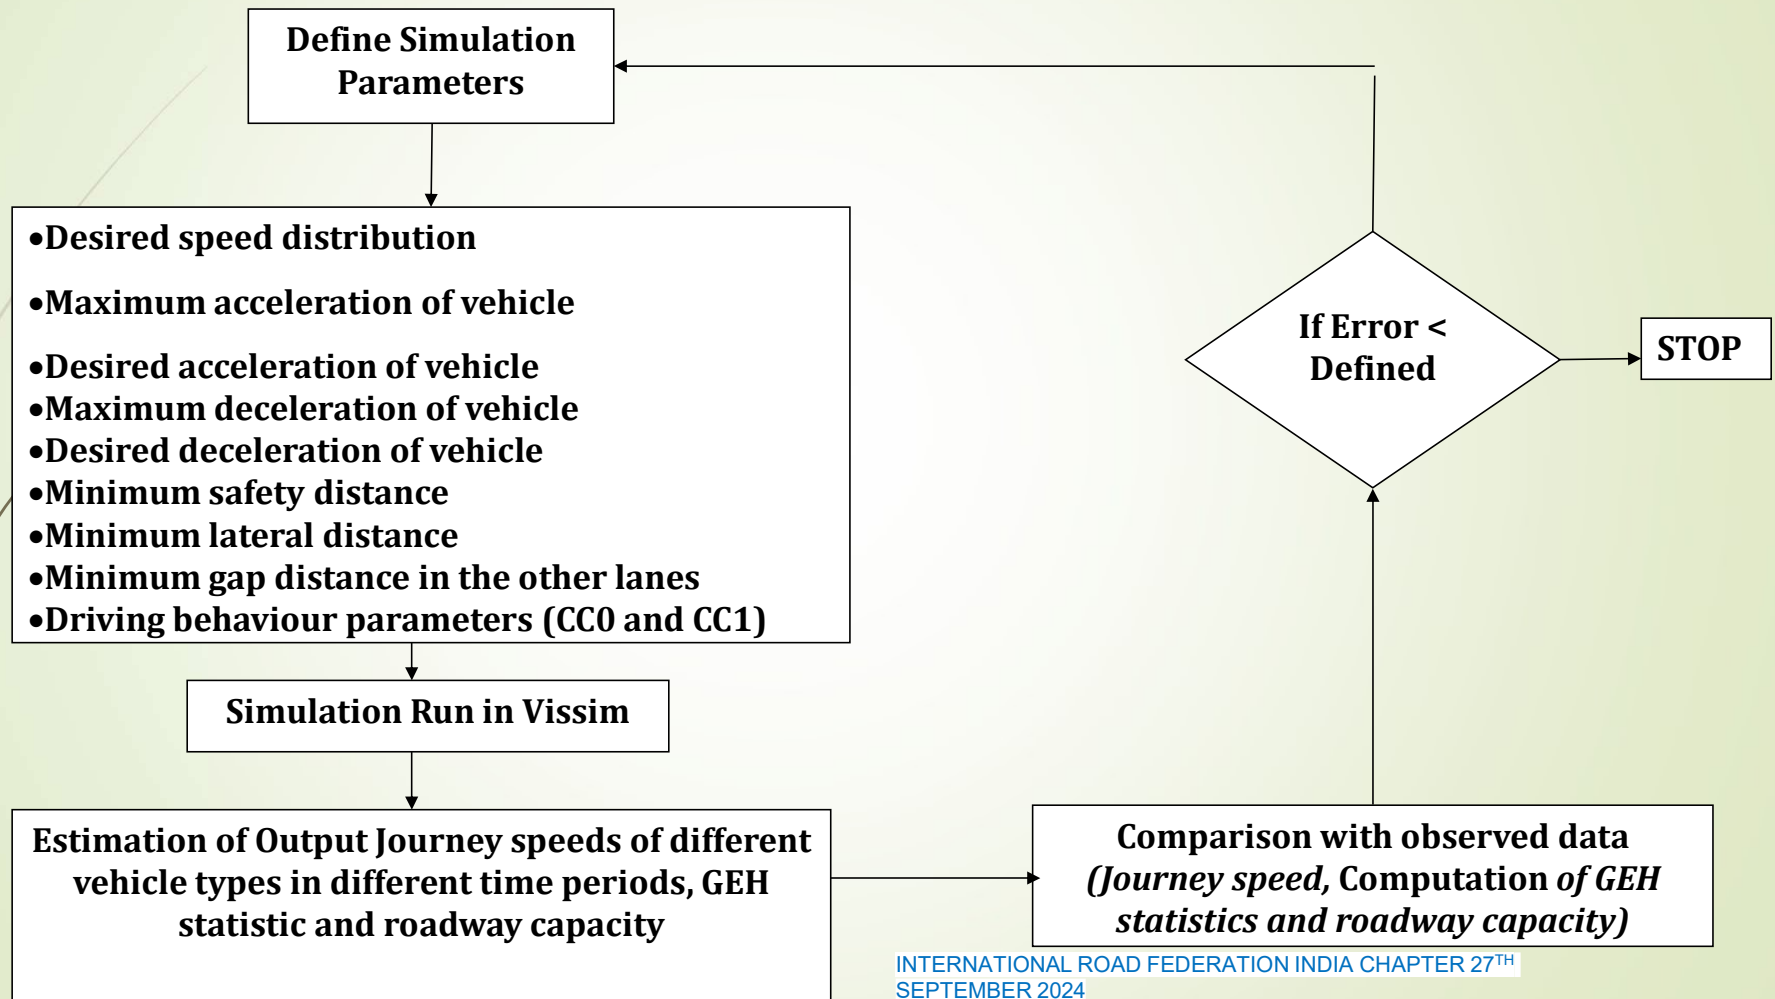 Define Simulation
Parameters
•Desired speed distribution
•Maximum acceleration of vehicle
•Desired acceleration of vehicle
•Maximum deceleration of vehicle
•Desired deceleration of vehicle
•Minimum safety distance
•Minimum lateral distance
•Minimum gap distance in the other lanes
•Driving behaviour parameters (CC0 and CC1)
Simulation Run in Vissim
Estimation of Output Journey speeds of different
vehicle types in different time periods, GEH
statistic and roadway capacity
Comparison with observed data
(Journey speed, Computation of GEH
statistics and roadway capacity)
If Error <
Defined
STOP
INTERNATIONAL ROAD FEDERATION INDIA CHAPTER 27TH
SEPTEMBER 2024